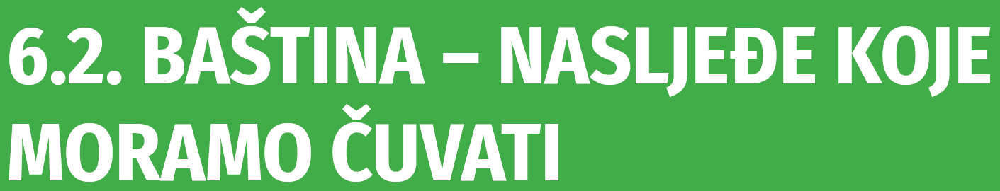 6.2. BAŠTINA – NASLJEĐE KOJE
MORAMO ČUVATI